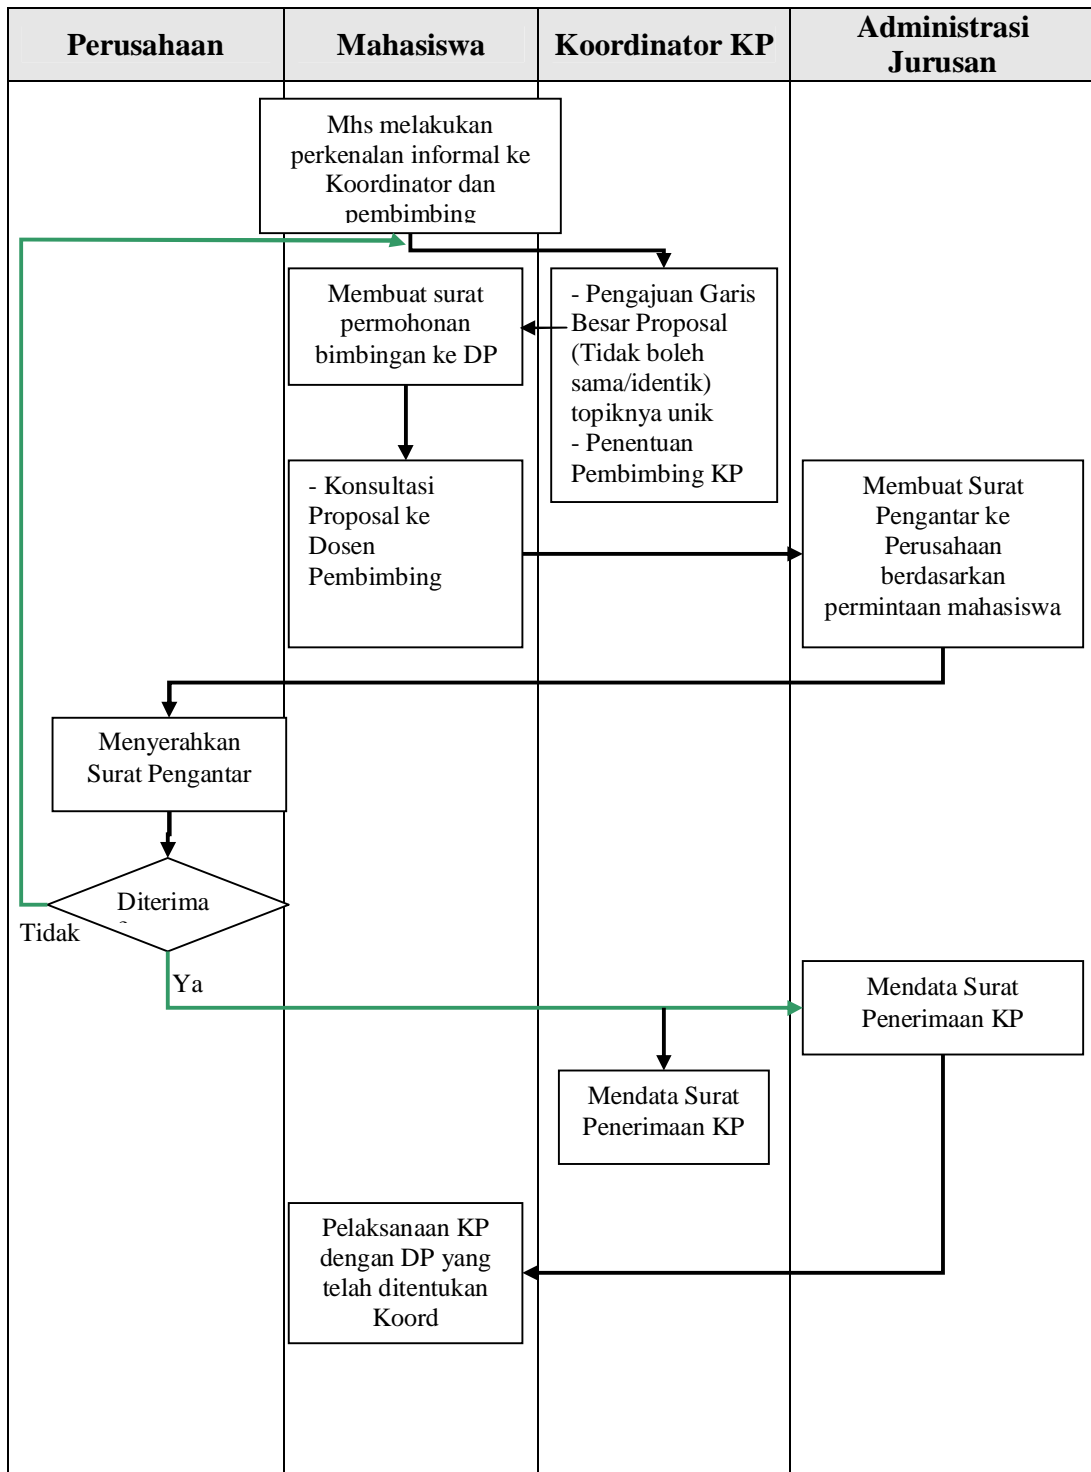 Perusahaan
Mahasiswa
Koordinator KP
Administrasi
Jurusan
Mhs melakukan
perkenalan informal ke
Koordinator dan
pembimbing
Membuat surat
permohonan
bimbingan ke DP
- Pengajuan Garis
Besar Proposal
(Tidak boleh
sama/identik)
topiknya unik
- Penentuan
Pembimbing KP
- Konsultasi
Proposal ke
Dosen
Pembimbing
Membuat Surat
Pengantar ke
Perusahaan
berdasarkan
permintaan mahasiswa
Menyerahkan
Surat Pengantar
Diterima
Tidak
Ya
Mendata Surat
Penerimaan KP
Mendata Surat
Penerimaan KP
Pelaksanaan KP
dengan DP yang
telah ditentukan
Koord